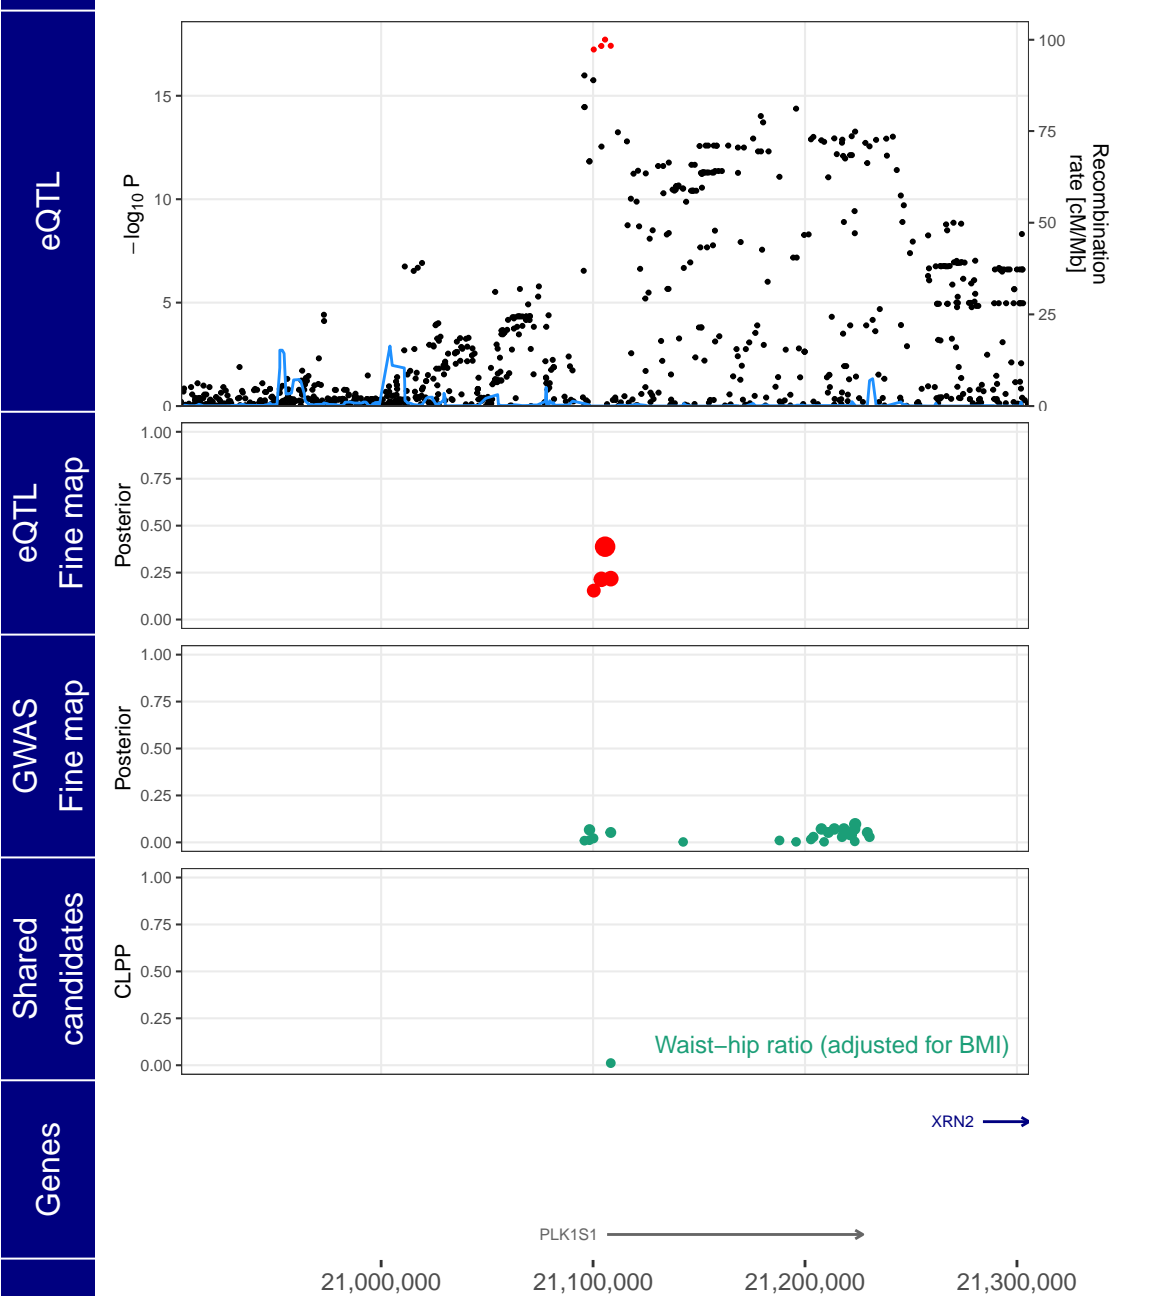 eQTL
−log10 P
15
10
5
0
100
75
50
25
0
Recombination
rate [cM/Mb]
eQTL
Fine map
Posterior
1.00
0.75
0.50
0.25
0.00
GWAS
Fine map
Posterior
1.00
0.75
0.50
0.25
0.00
Shared
candidates
CLPP
1.00
0.75
0.50
0.25
0.00
Waist−hip ratio (adjusted for BMI)
Genes
XRN2
PLK1S1
21,000,000
21,100,000
21,200,000
21,300,000